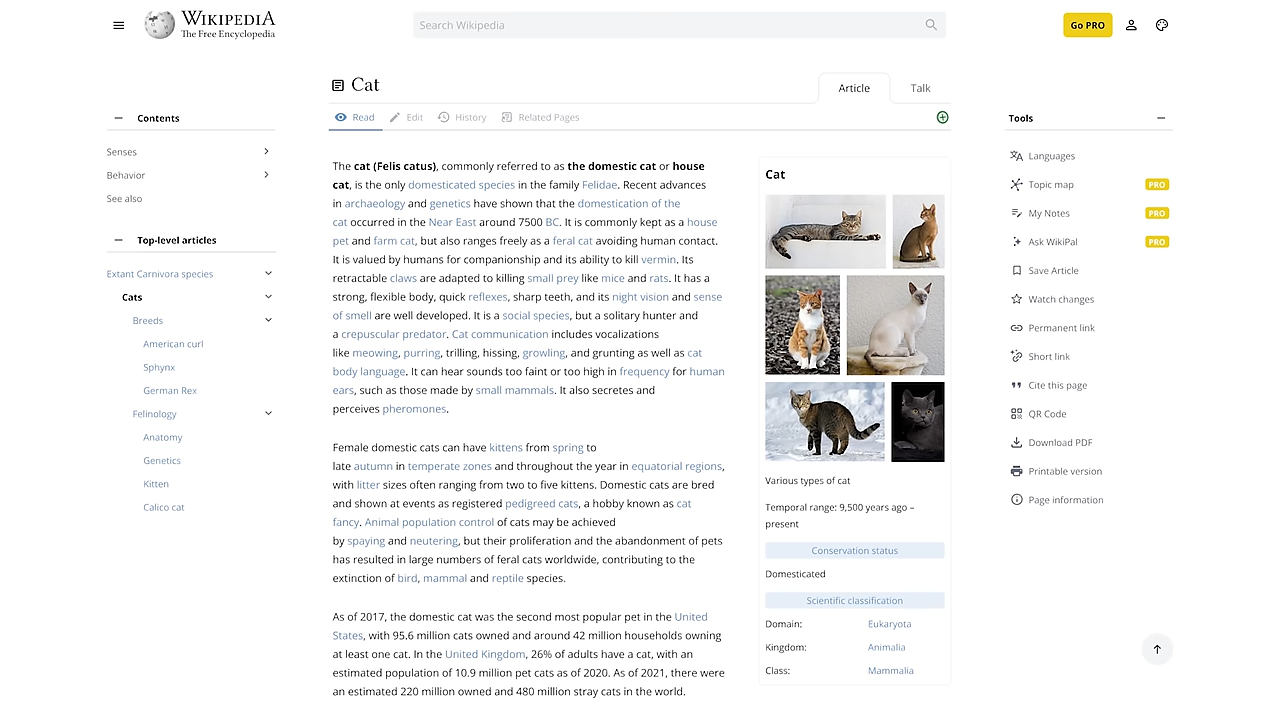 WIKIPEDIA
The Free Encyclopedia
Search Wikipedia
Go PRO
Cat
Article
Talk
Read
Edit
History
Related Pages
Contents
Senses
Behavior
See also
Top-level articles
Extant Carnivora species
Cats
Breeds
American curl
Sphynx
German Rex
Felinology
Anatomy
Genetics
Kitten
Calico cat
The cat (Felis catus), commonly referred to as the domestic cat or house
cat, is the only domesticated species in the family Felidae. Recent advances
in archaeology and genetics have shown that the domestication of the
cat occurred in the Near East around 7500 BC. It is commonly kept as a house
pet and farm cat, but also ranges freely as a feral cat avoiding human contact.
It is valued by humans for companionship and its ability to kill vermin. Its
retractable claws are adapted to killing small prey like mice and rats. It has a
strong, flexible body, quick reflexes, sharp teeth, and its night vision and sense
of smell are well developed. It is a social species, but a solitary hunter and
a crepuscular predator. Cat communication includes vocalizations
like meowing, purring, trilling, hissing, growling, and grunting as well as cat
body language. It can hear sounds too faint or too high in frequency for human
ears, such as those made by small mammals. It also secretes and
perceives pheromones.
Female domestic cats can have kittens from spring to
late autumn in temperate zones and throughout the year in equatorial regions,
with litter sizes often ranging from two to five kittens. Domestic cats are bred
and shown at events as registered pedigreed cats, a hobby known as cat
fancy. Animal population control of cats may be achieved
by spaying and neutering, but their proliferation and the abandonment of pets
has resulted in large numbers of feral cats worldwide, contributing to the
extinction of bird, mammal and reptile species.
As of 2017, the domestic cat was the second most popular pet in the United
States, with 95.6 million cats owned and around 42 million households owning
at least one cat. In the United Kingdom, 26% of adults have a cat, with an
estimated population of 10.9 million pet cats as of 2020. As of 2021, there were
an estimated 220 million owned and 480 million stray cats in the world.
Cat
Various types of cat
Temporal range: 9,500 years ago –
present
Conservation status
Domesticated
Scientific classification
Domain: Eukaryota
Kingdom: Animalia
Class: Mammalia
Tools
Languages
Topic map PRO
My Notes PRO
Ask WikiPal PRO
Save Article
Watch changes
Permanent link
Short link
Cite this page
QR Code
Download PDF
Printable version
Page information